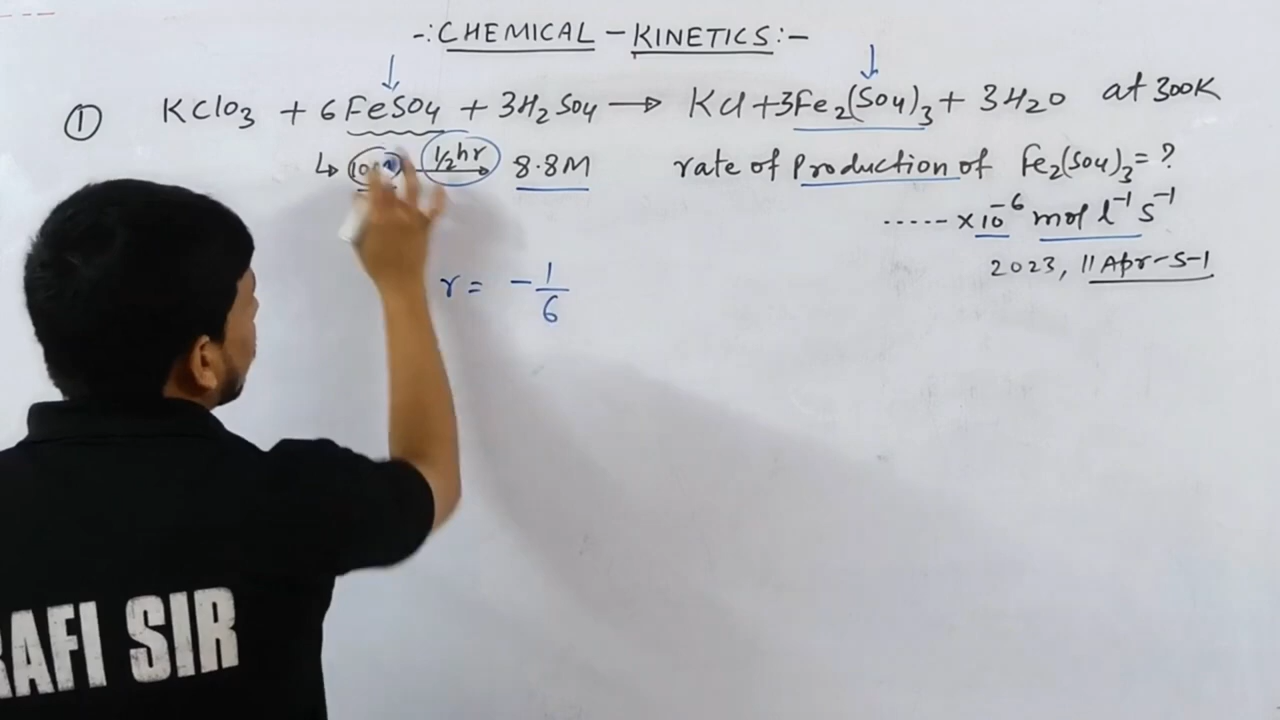 -: CHEMICAL - KINETICS :-
① KClO3 + 6 FeSO4 + 3H2SO4 → KCl + 3Fe2(SO4)3 + 3H2O at 300K
↳ 1/2 hr → 8.8M rate of Production of Fe2(SO4)3 = ?
----- × 10^-6 mol l^-1 S^-1
2023, 11 Apr-S-1
r = - 1/6
RAFI SIR